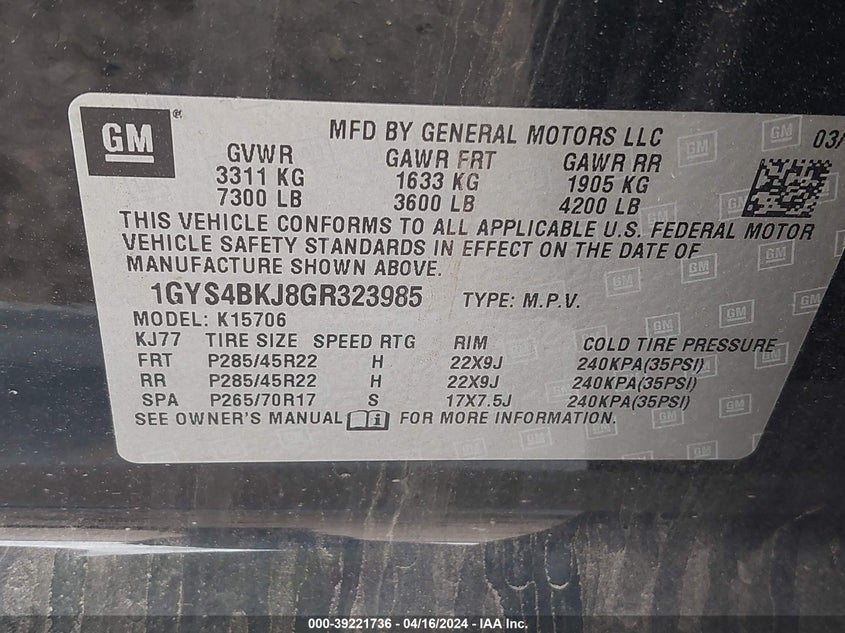 GM ®
MFD BY GENERAL MOTORS LLC 03/
GVWR GAWR FRT GAWR RR
3311 KG 1633 KG 1905 KG
7300 LB 3600 LB 4200 LB
THIS VEHICLE CONFORMS TO ALL APPLICABLE U.S. FEDERAL MOTOR
VEHICLE SAFETY STANDARDS IN EFFECT ON THE DATE OF
MANUFACTURE SHOWN ABOVE.
1GYS4BKJ8GR323985 TYPE: M.P.V.
MODEL: K15706
KJ77 TIRE SIZE SPEED RTG RIM COLD TIRE PRESSURE
FRT P285/45R22 H 22X9J 240KPA(35PSI)
RR P285/45R22 H 22X9J 240KPA(35PSI)
SPA P265/70R17 S 17X7.5J 240KPA(35PSI)
SEE OWNER'S MANUAL i FOR MORE INFORMATION.
000-39221736 - 04/16/2024 - IAA Inc.